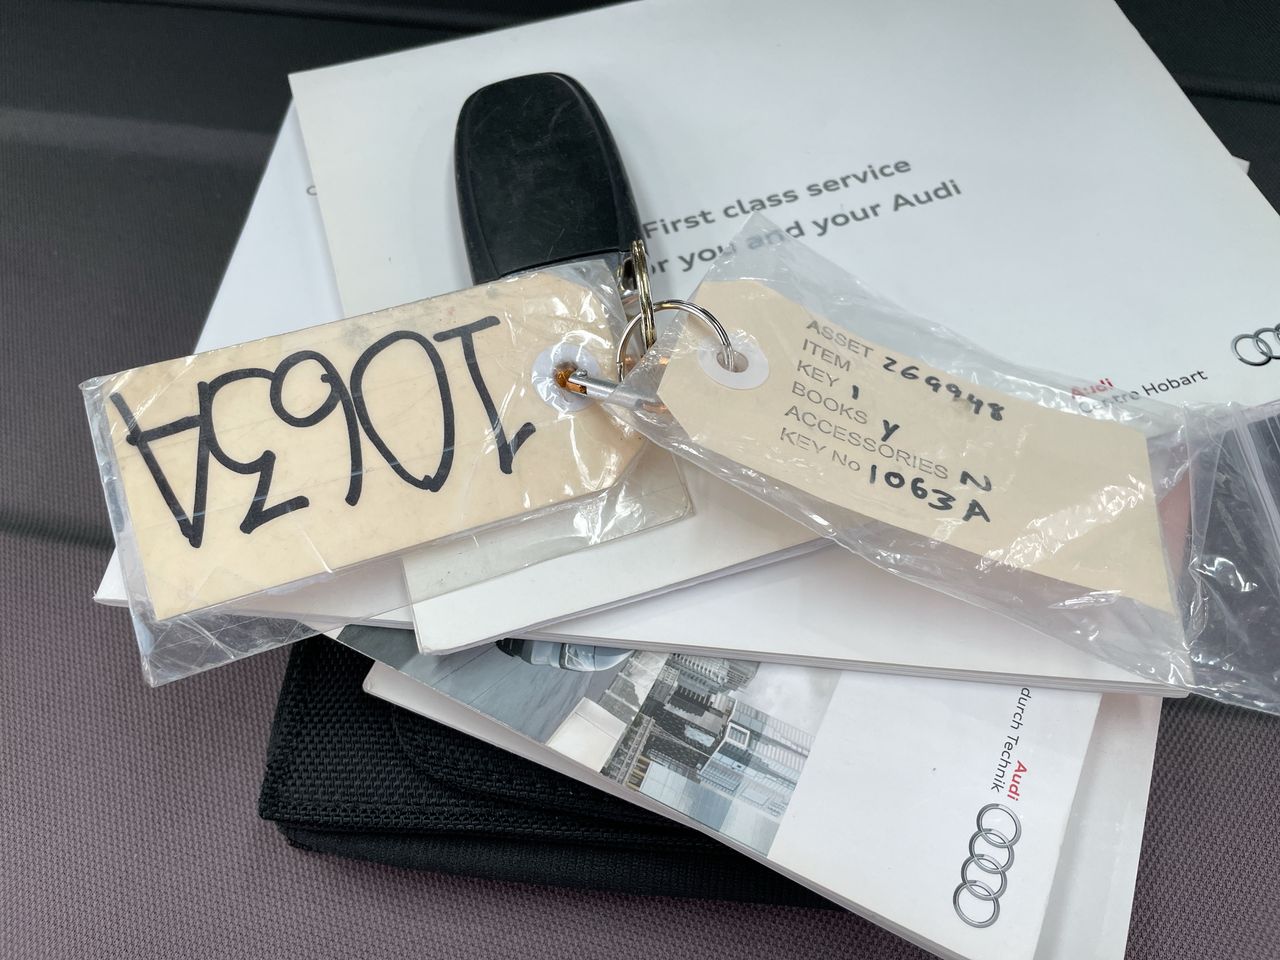 First class service
for you and your Audi
Audi
Centre Hobart
1063A
ASSET 269948
ITEM
KEY 1
BOOKS Y
ACCESSORIES N
KEY No 1063A
durch Technik
Audi